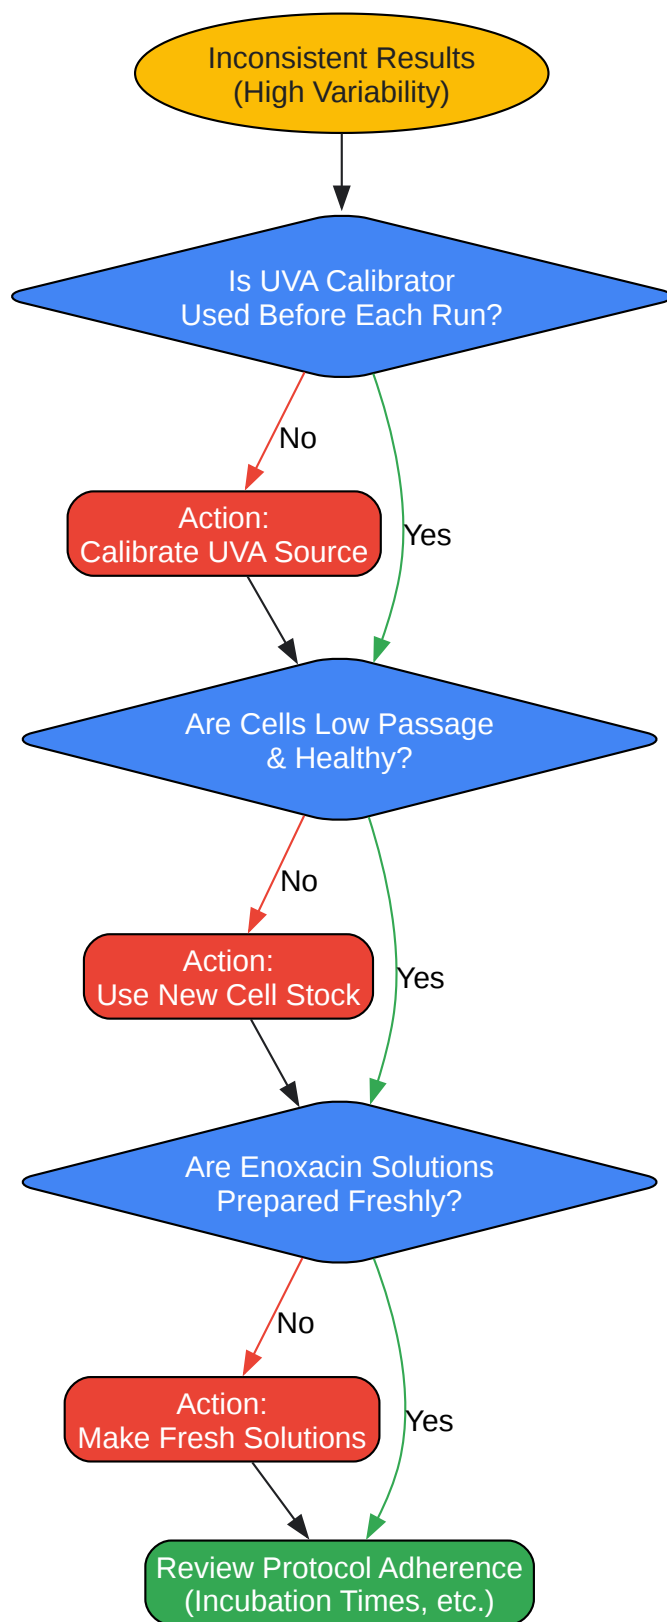 Inconsistent Results
(High Variability)
Is UVA Calibrator
Used Before Each Run?
No
Action:
Calibrate UVA Source
Yes
Are Cells Low Passage
& Healthy?
No
Action:
Use New Cell Stock
Yes
Are Enoxacin Solutions
Prepared Freshly?
No
Action:
Make Fresh Solutions
Yes
Review Protocol Adherence
(Incubation Times, etc.)